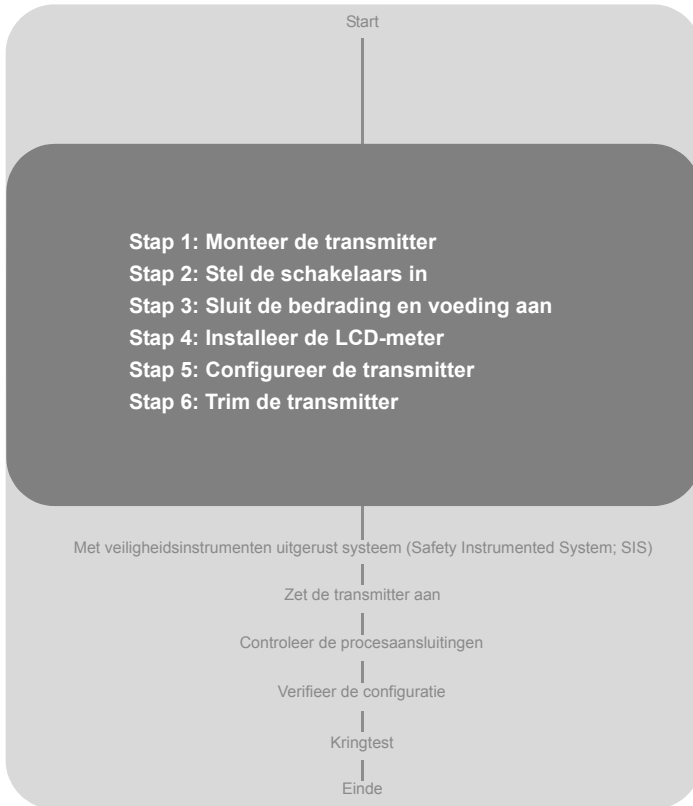 Start
Stap 1: Monteer de transmitter
Stap 2: Stel de schakelaars in
Stap 3: Sluit de bedrading en voeding aan
Stap 4: Installeer de LCD-meter
Stap 5: Configureer de transmitter
Stap 6: Trim de transmitter
Met veiligheidsinstrumenten uitgerust systeem (Safety Instrumented System; SIS)
Zet de transmitter aan
Controleer de procesaansluitingen
Verifieer de configuratie
Kringtest
Einde